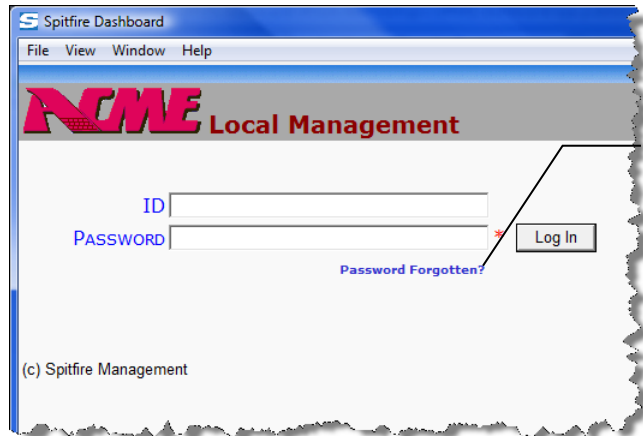 Spitfire Dashboard
File View Window Help
ACME Local Management
ID
PASSWORD * Log In
Password Forgotten?
(c) Spitfire Management